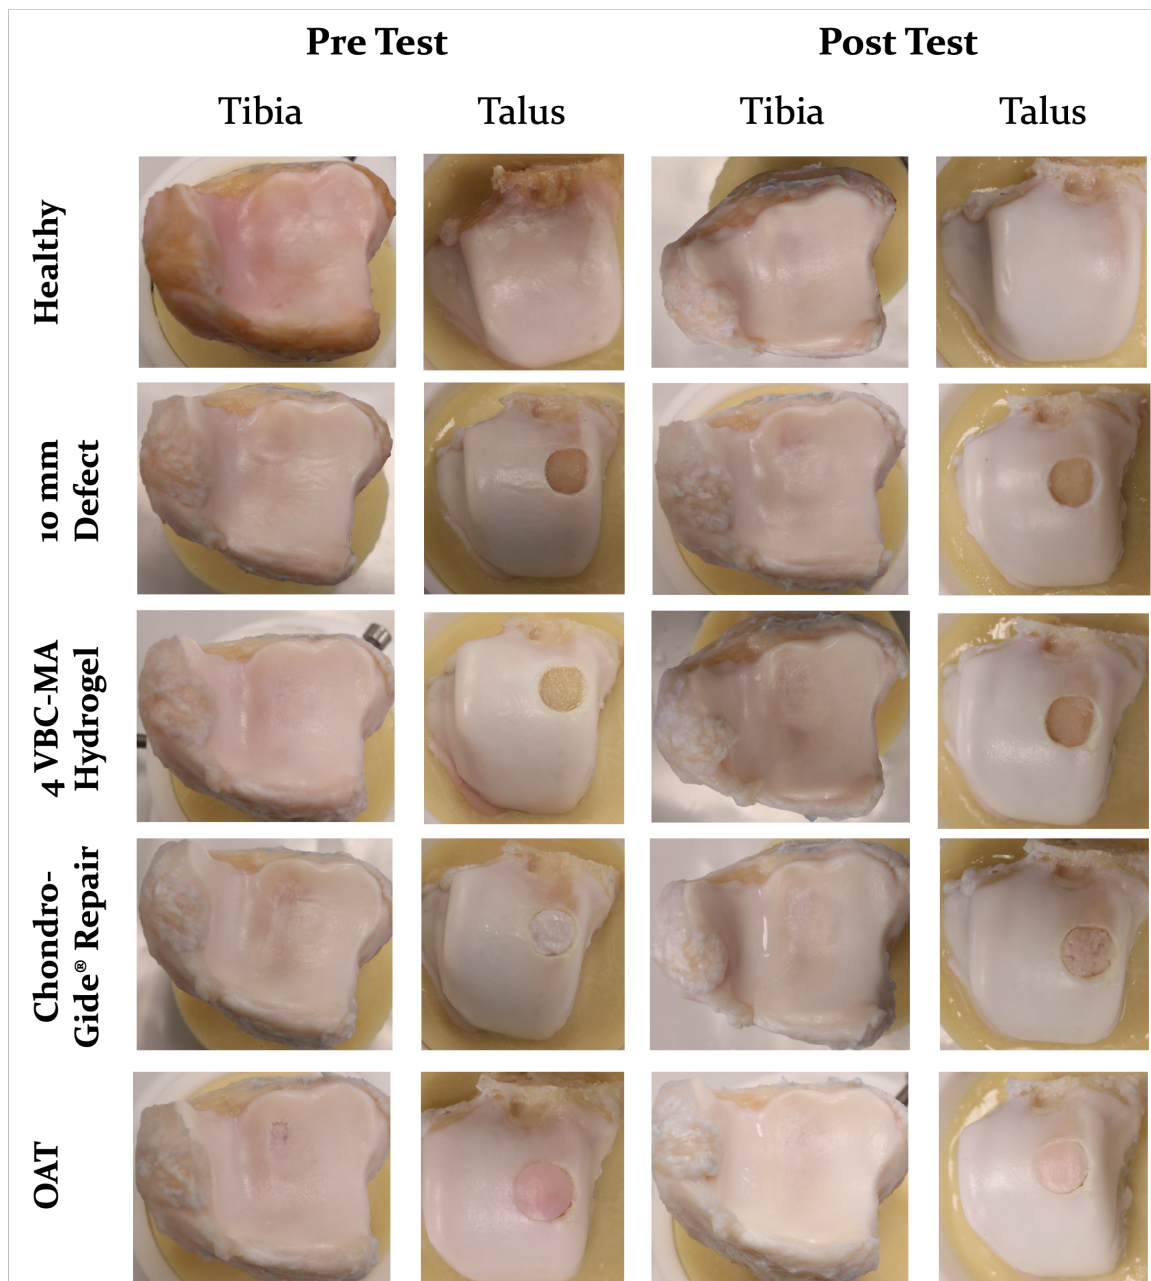 Pre Test
Post Test
Tibia
Talus
Tibia
Talus
Healthy
10 mm
Defect
4 VBC-MA
Hydrogel
Chondro-
Gide® Repair
OAT